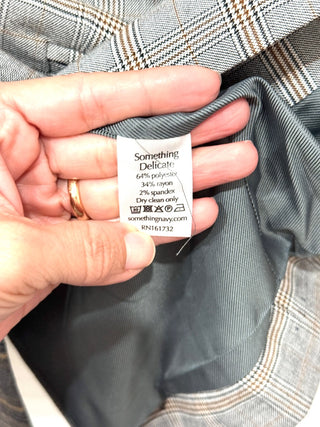 Something
Delicate
64% polyester
34% rayon
2% spandex
Dry clean only
somethingnavy.com
RN161732